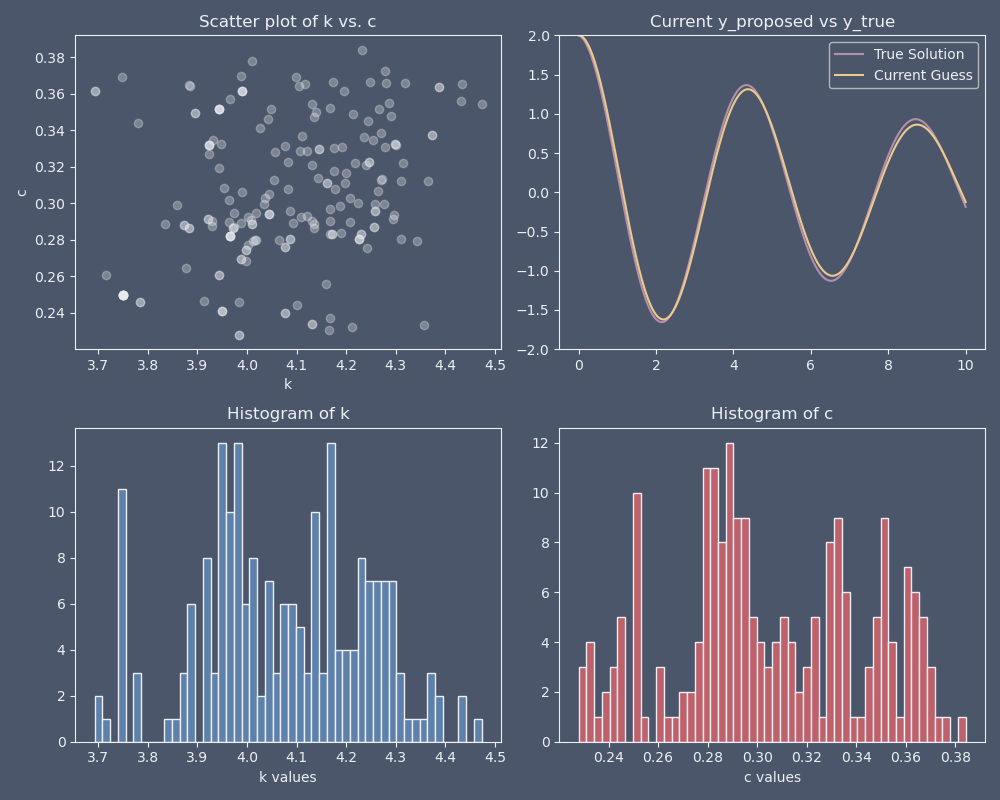 Scatter plot of k vs. c
c
0.38
0.36
0.34
0.32
0.30
0.28
0.26
0.24
3.7 3.8 3.9 4.0 4.1 4.2 4.3 4.4 4.5
k
Current y_proposed vs y_true
True Solution
Current Guess
2.0
1.5
1.0
0.5
0.0
−0.5
−1.0
−1.5
−2.0
0 2 4 6 8 10
Histogram of k
12
10
8
6
4
2
0
3.7 3.8 3.9 4.0 4.1 4.2 4.3 4.4 4.5
k values
Histogram of c
12
10
8
6
4
2
0
0.24 0.26 0.28 0.30 0.32 0.34 0.36 0.38
c values